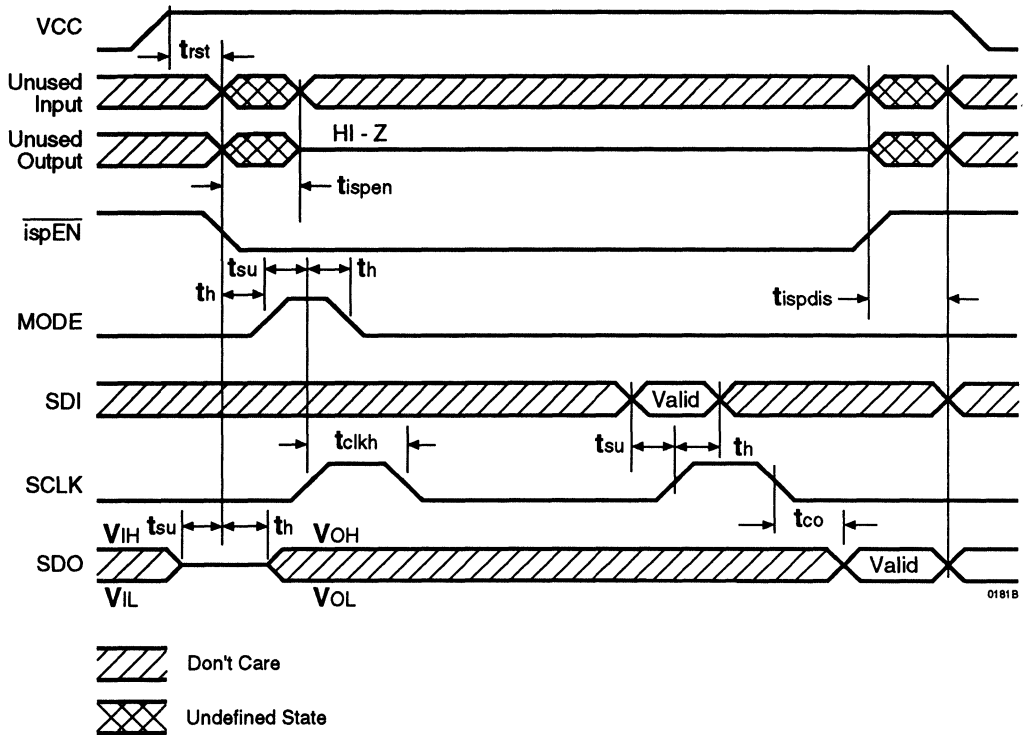 VCC
trst
Unused
Input
Unused
Output
HI - Z
tispen
ispEN
tsu
th
th
tispdis
MODE
SDI
Valid
tclkh
tsu
th
SCLK
VIH
tsu
th
VOH
tco
SDO
Valid
VIL
VOL
0181B
Don't Care
Undefined State